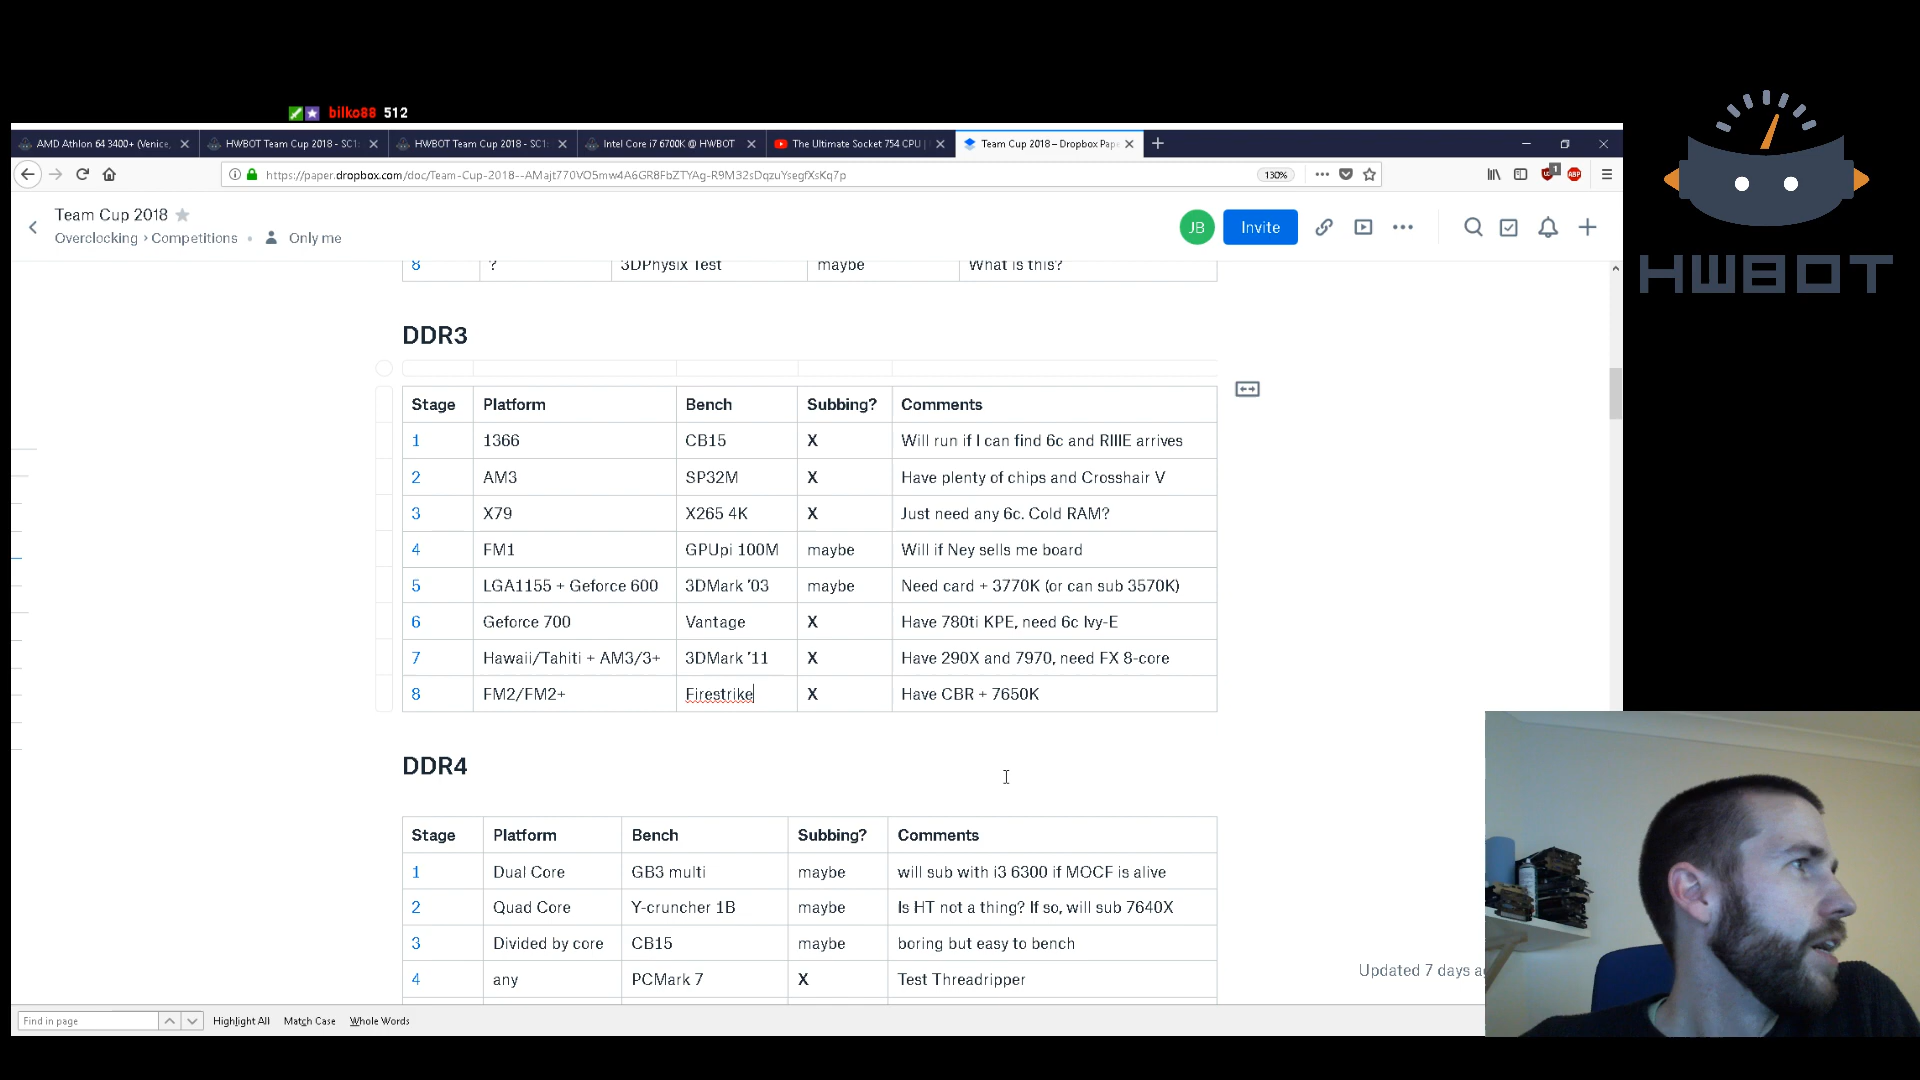 bilko88 512
AMD Athlon 64 3400+ (Venice,
HWBOT Team Cup 2018 - SC1:
HWBOT Team Cup 2018 - SC1:
Intel Core i7 6700K @ HWBOT
The Ultimate Socket 754 CPU |
Team Cup 2018 – Dropbox Pape
https://paper.dropbox.com/doc/Team-Cup-2018--AMajt770VO5mw4A6GR8FbZTYAg-R9M32sDqzuYsegfXsKq7p
130%
1
ABP
Team Cup 2018
Overclocking › Competitions • Only me
JB
Invite
HWBOT
8 ? 3DPhysix Test maybe What is this?
DDR3
Stage Platform Bench Subbing? Comments
1 1366 CB15 X Will run if I can find 6c and RIIIE arrives
2 AM3 SP32M X Have plenty of chips and Crosshair V
3 X79 X265 4K X Just need any 6c. Cold RAM?
4 FM1 GPUpi 100M maybe Will if Ney sells me board
5 LGA1155 + Geforce 600 3DMark '03 maybe Need card + 3770K (or can sub 3570K)
6 Geforce 700 Vantage X Have 780ti KPE, need 6c Ivy-E
7 Hawaii/Tahiti + AM3/3+ 3DMark '11 X Have 290X and 7970, need FX 8-core
8 FM2/FM2+ Firestrike X Have CBR + 7650K
DDR4
Stage Platform Bench Subbing? Comments
1 Dual Core GB3 multi maybe will sub with i3 6300 if MOCF is alive
2 Quad Core Y-cruncher 1B maybe Is HT not a thing? If so, will sub 7640X
3 Divided by core CB15 maybe boring but easy to bench
4 any PCMark 7 X Test Threadripper
Updated 7 days a
Find in page
Highlight All
Match Case
Whole Words